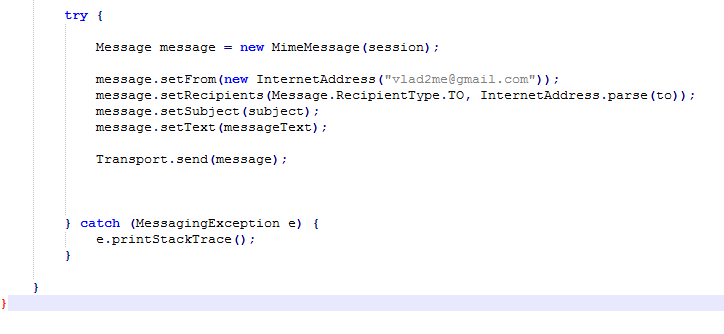 try {
Message message = new MimeMessage(session);
message.setFrom(new InternetAddress("vlad2me@gmail.com"));
message.setRecipients(Message.RecipientType.TO, InternetAddress.parse(to));
message.setSubject(subject);
message.setText(messageText);
Transport.send(message);
} catch (MessagingException e) {
e.printStackTrace();
}
}
}